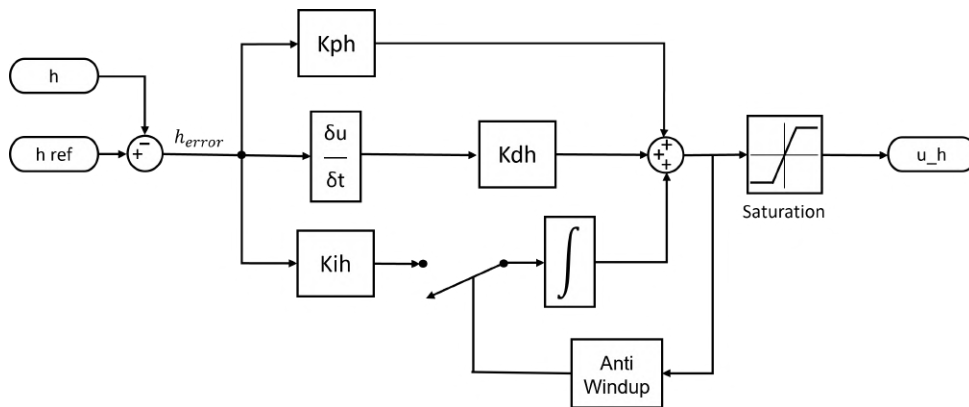 Kph
h
−
h ref
+
h_error
δu
δt
Kdh
+
+
+
Saturation
u_h
Kih
∫
Anti
Windup